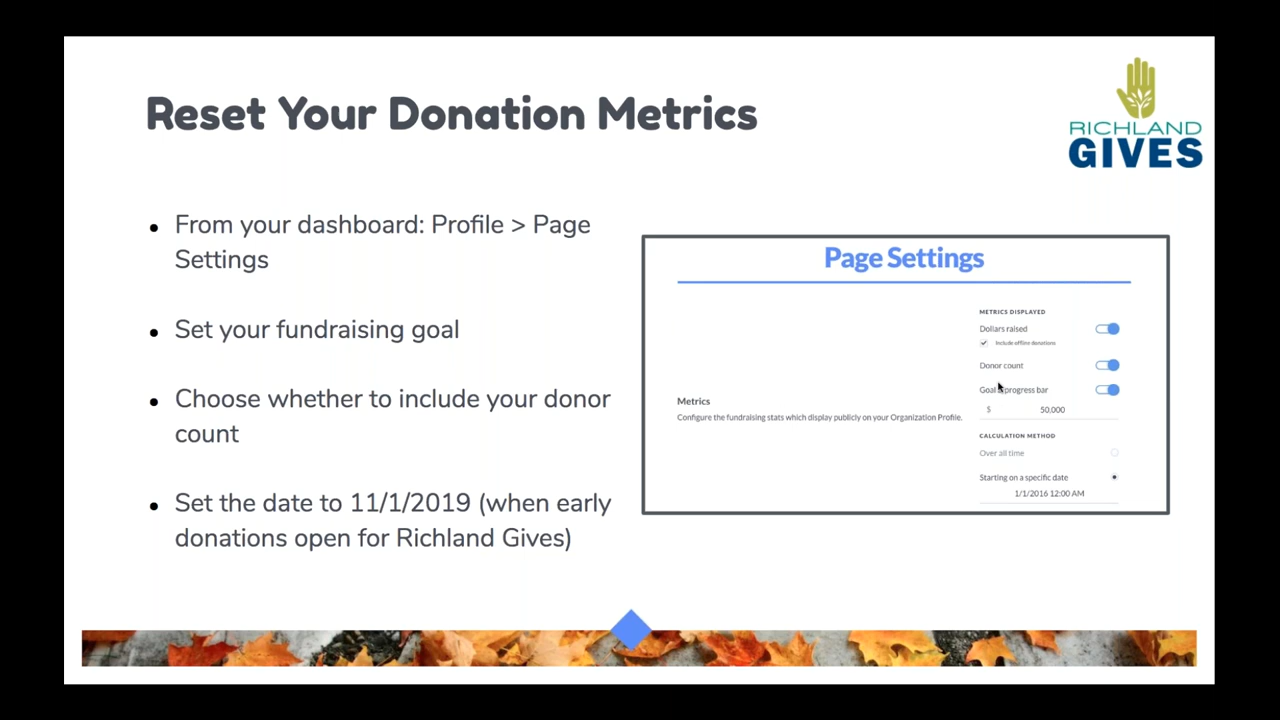 Reset Your Donation Metrics
RICHLAND
GIVES
• From your dashboard: Profile > Page
Settings
• Set your fundraising goal
• Choose whether to include your donor
count
• Set the date to 11/1/2019 (when early
donations open for Richland Gives)
Page Settings
Metrics
Configure the fundraising stats which display publicly on your Organization Profile.
METRICS DISPLAYED
Dollars raised
Include offline donations
Donor count
Goal progress bar
$ 50,000
CALCULATION METHOD
Over all time
Starting on a specific date
1/1/2016 12:00 AM